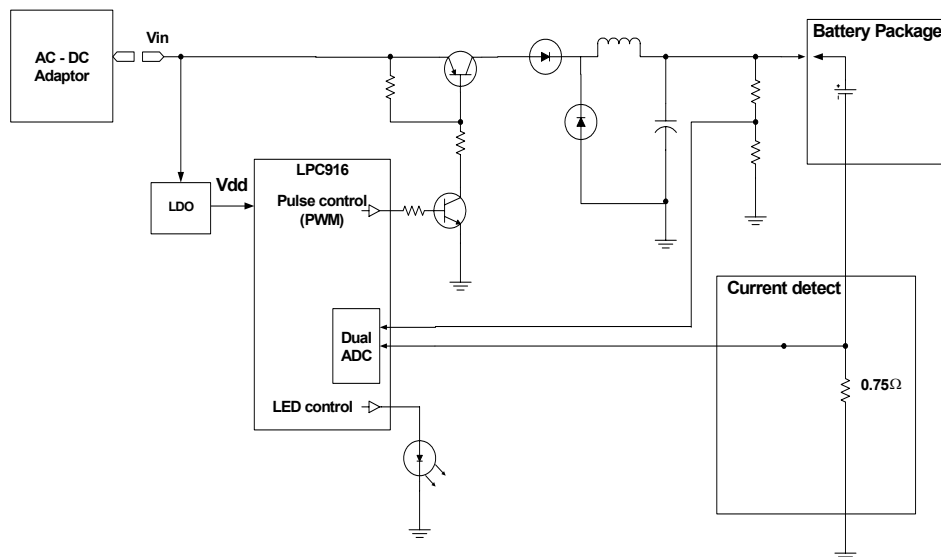 AC - DC
Adaptor
Vin
Battery Package
+
-
LDO
Vdd
LPC916
Pulse control
(PWM)
Dual
ADC
LED control
Current detect
0.75Ω